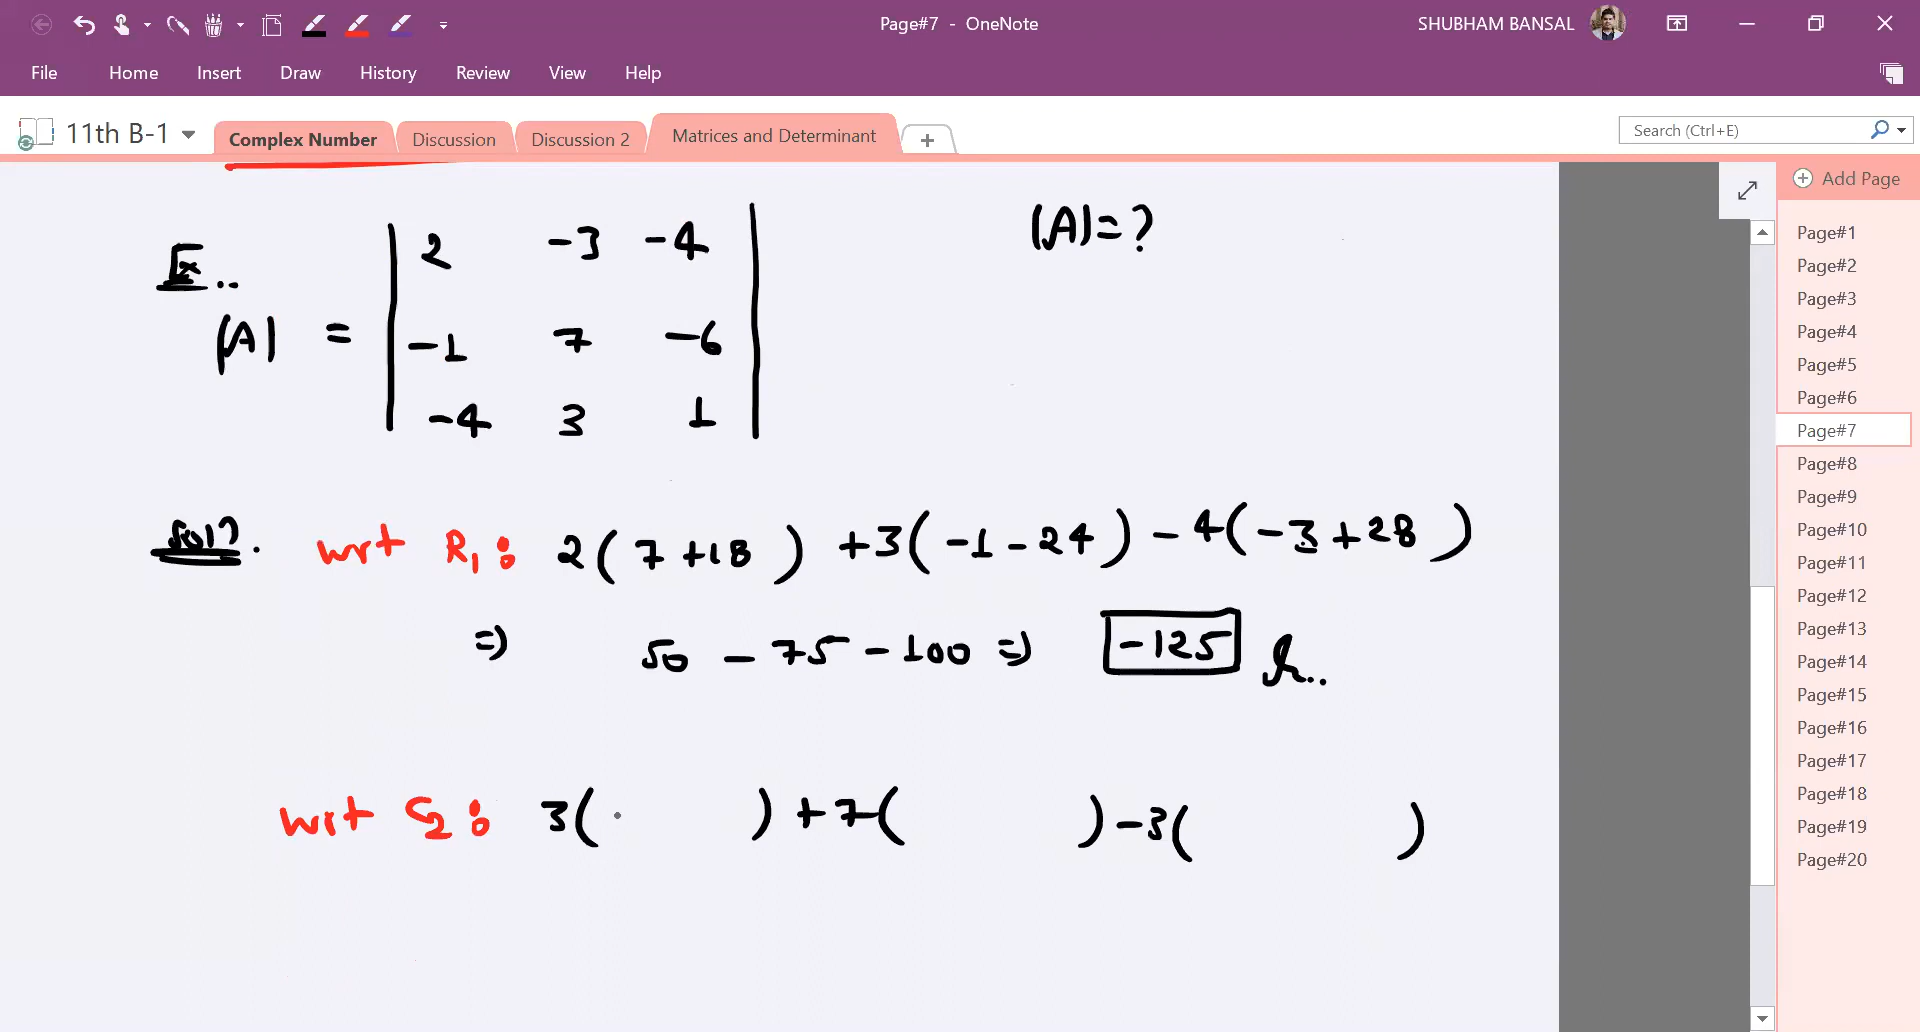 Page#7 - OneNote
SHUBHAM BANSAL
File Home Insert Draw History Review View Help
11th B-1
Complex Number
Discussion
Discussion 2
Matrices and Determinant
Search (Ctrl+E)
Add Page
Page#1
Page#2
Page#3
Page#4
Page#5
Page#6
Page#7
Page#8
Page#9
Page#10
Page#11
Page#12
Page#13
Page#14
Page#15
Page#16
Page#17
Page#18
Page#19
Page#20
Ex..
|A| = ?
2 -3 -4
|A| = -1 7 -6
-4 3 1
Solⁿ. wrt R₁: 2(7+18) +3(-1-24) -4(-3+28)
⇒ 50 - 75 - 100 ⇒ -125
wrt C₂: 3( ) +7( ) -3( )